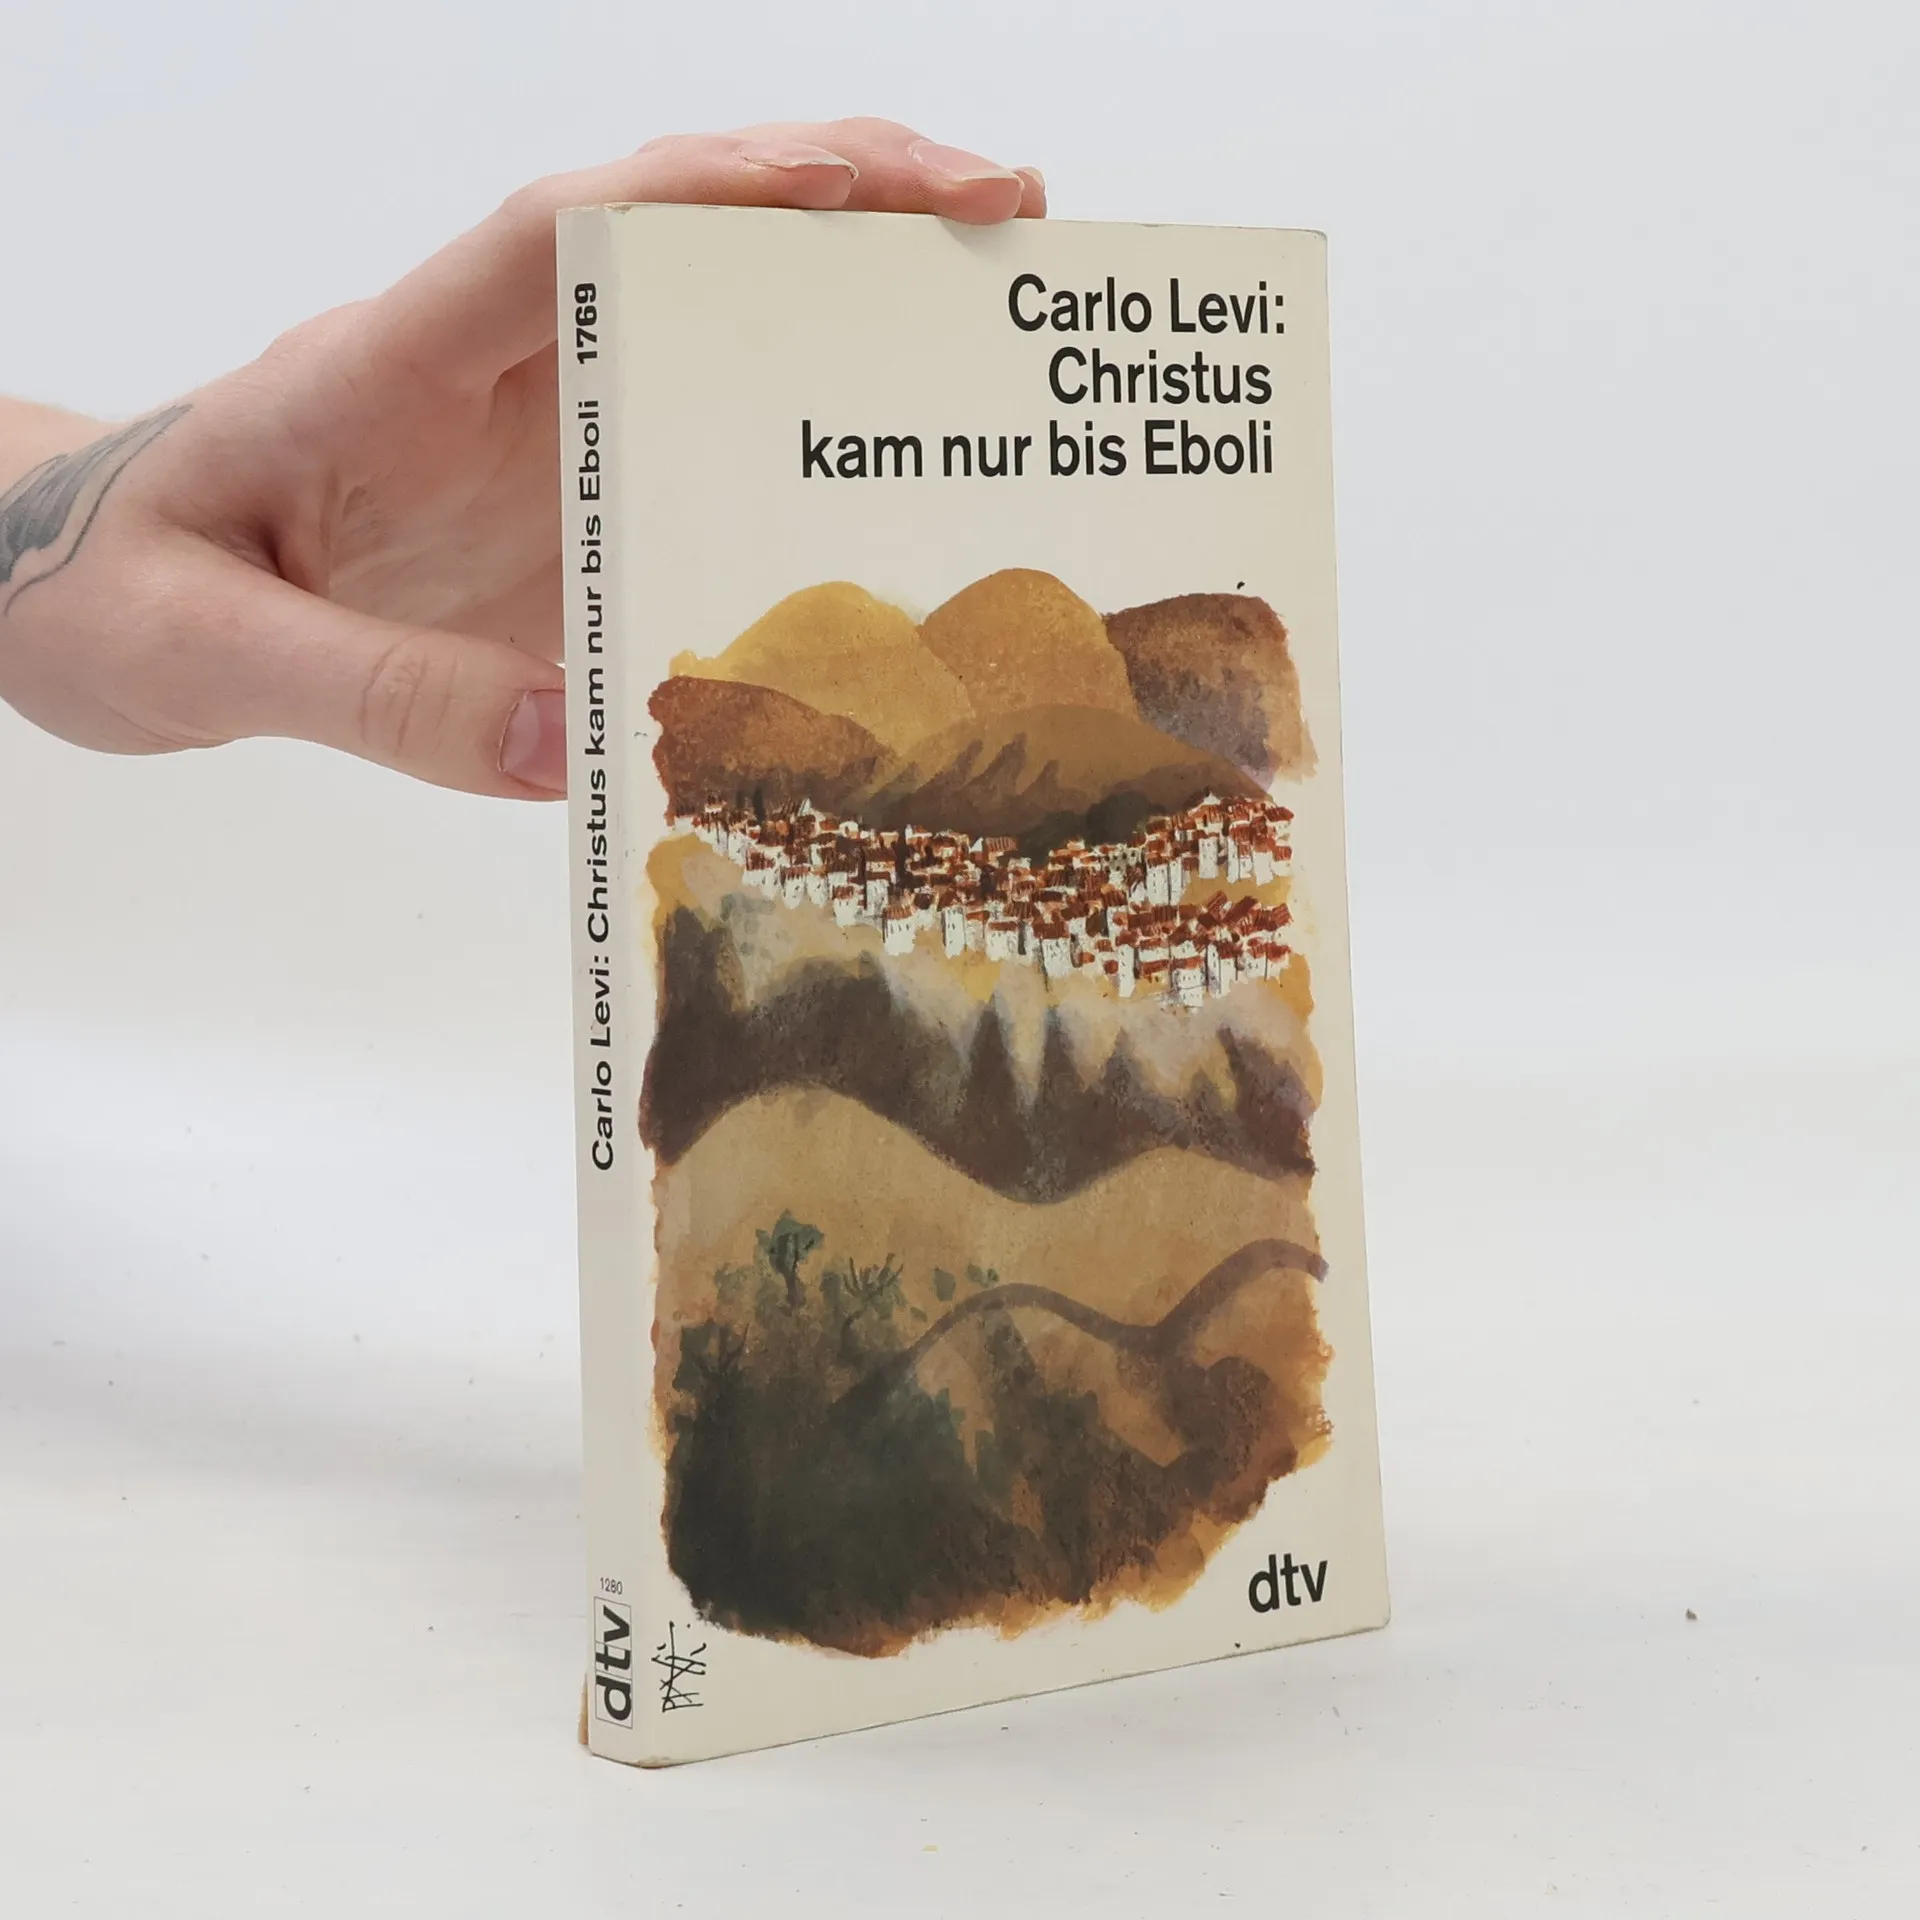 Carlo Levi:
Christus
kam nur bis Eboli
dtv
Carlo Levi: Christus kam nur bis Eboli 1769
1280
dtv